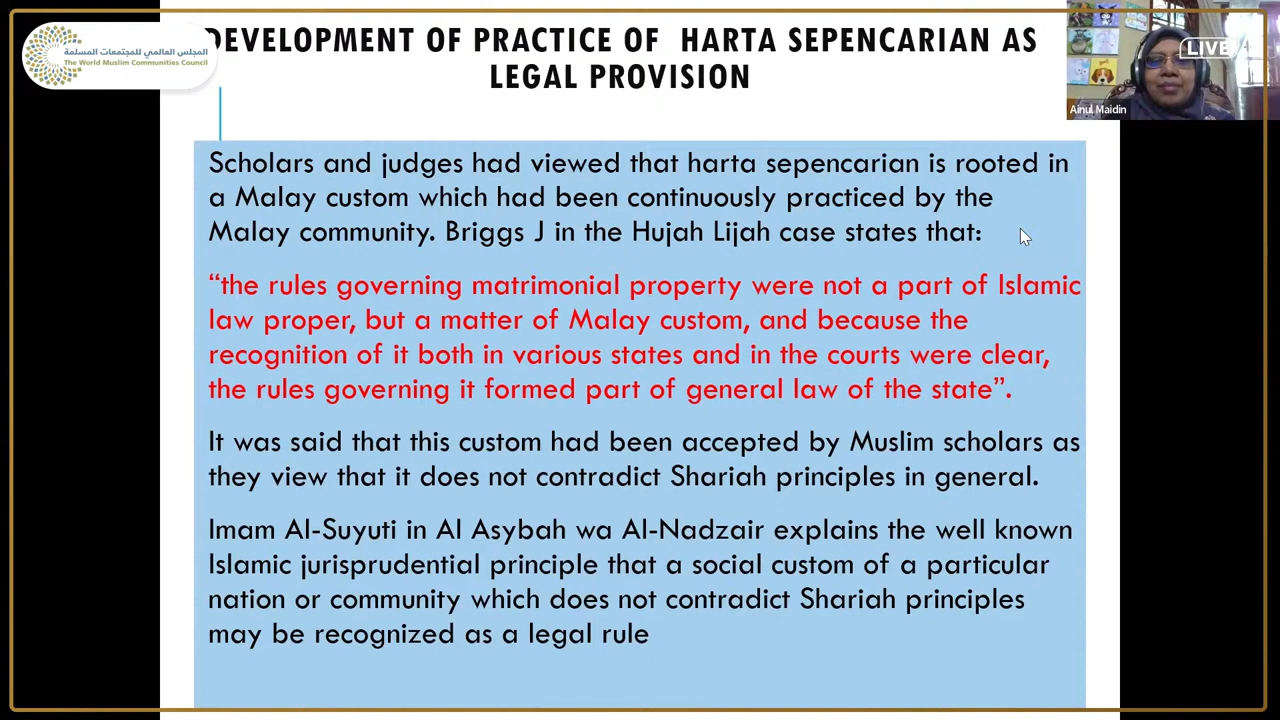 المجلس العالمي للمجتمعات المسلمة
The World Muslim Communities Council
DEVELOPMENT OF PRACTICE OF HARTA SEPENCARIAN AS
LEGAL PROVISION
LIVE
Ainul Maidin
Scholars and judges had viewed that harta sepencarian is rooted in
a Malay custom which had been continuously practiced by the
Malay community. Briggs J in the Hujah Lijah case states that:
“the rules governing matrimonial property were not a part of Islamic
law proper, but a matter of Malay custom, and because the
recognition of it both in various states and in the courts were clear,
the rules governing it formed part of general law of the state”.
It was said that this custom had been accepted by Muslim scholars as
they view that it does not contradict Shariah principles in general.
Imam Al-Suyuti in Al Asybah wa Al-Nadzair explains the well known
Islamic jurisprudential principle that a social custom of a particular
nation or community which does not contradict Shariah principles
may be recognized as a legal rule